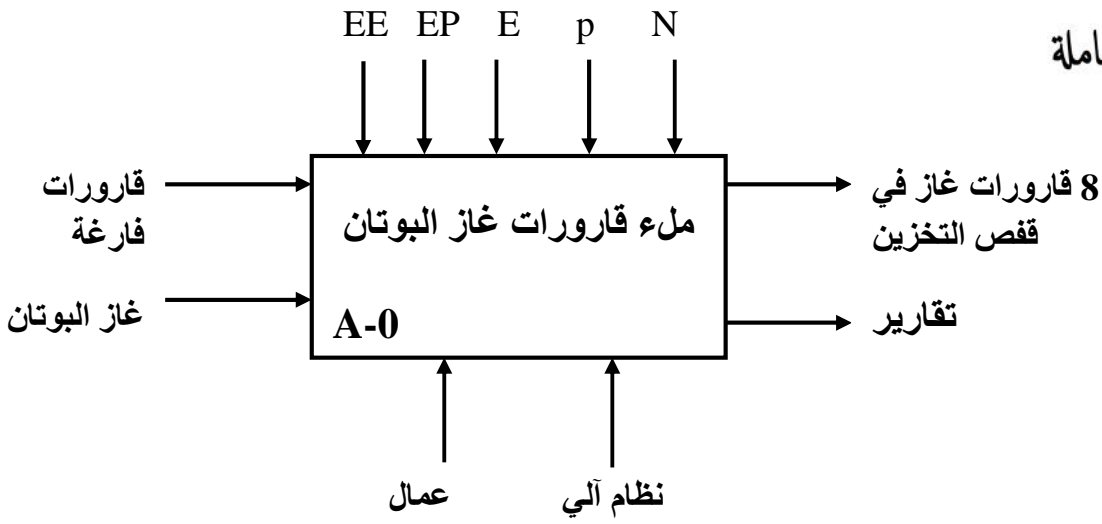 EE EP E p N
املة
قارورات
فارغة
غاز البوتان
ملء قارورات غاز البوتان
A-0
8 قارورات غاز في
قفص التخزين
تقارير
عمال
نظام آلي